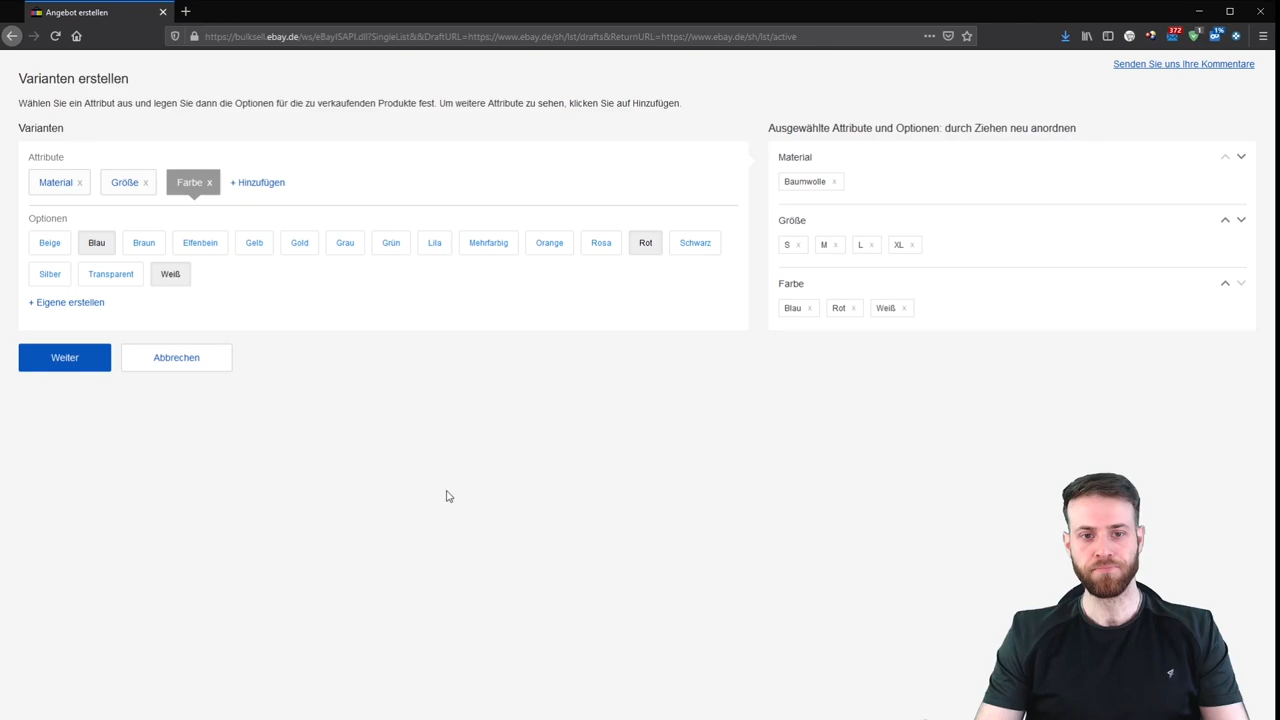 Angebot erstellen
https://bulksell.ebay.de/ws/eBayISAPI.dll?SingleList&&DraftURL=https://www.ebay.de/sh/lst/drafts&ReturnURL=https://www.ebay.de/sh/lst/active
372
1
1%
Senden Sie uns Ihre Kommentare
Varianten erstellen
Wählen Sie ein Attribut aus und legen Sie dann die Optionen für die zu verkaufenden Produkte fest. Um weitere Attribute zu sehen, klicken Sie auf Hinzufügen.
Varianten
Attribute
Material x Größe x Farbe x + Hinzufügen
Optionen
Beige Blau Braun Elfenbein Gelb Gold Grau Grün Lila Mehrfarbig Orange Rosa Rot Schwarz
Silber Transparent Weiß
+ Eigene erstellen
Weiter Abbrechen
Ausgewählte Attribute und Optionen: durch Ziehen neu anordnen
Material
Baumwolle x
Größe
S x M x L x XL x
Farbe
Blau x Rot x Weiß x